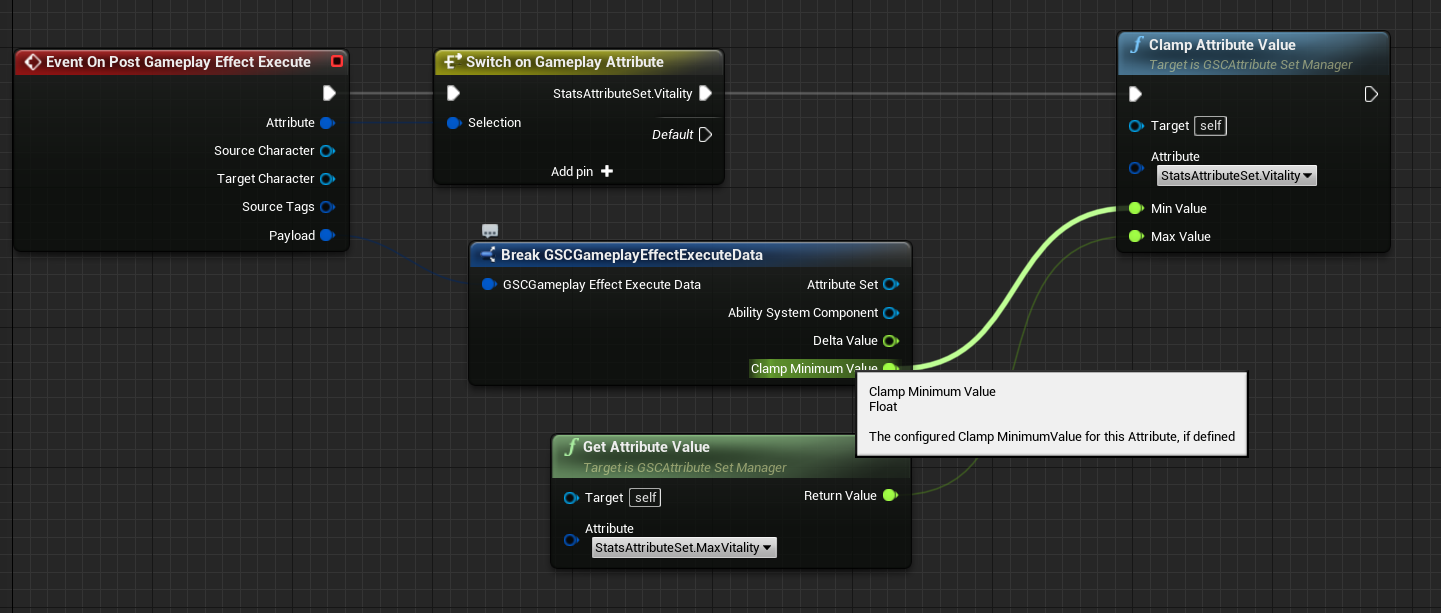 Event On Post Gameplay Effect Execute
Attribute
Source Character
Target Character
Source Tags
Payload
Switch on Gameplay Attribute
StatsAttributeSet.Vitality
Selection
Default
Add pin
Clamp Attribute Value
Target is GSCAttribute Set Manager
Target self
Attribute
StatsAttributeSet.Vitality
Min Value
Max Value
Break GSCGameplayEffectExecuteData
GSCGameplay Effect Execute Data
Attribute Set
Ability System Component
Delta Value
Clamp Minimum Value
Clamp Minimum Value
Float
The configured Clamp MinimumValue for this Attribute, if defined
Get Attribute Value
Target is GSCAttribute Set Manager
Target self
Return Value
Attribute
StatsAttributeSet.MaxVitality